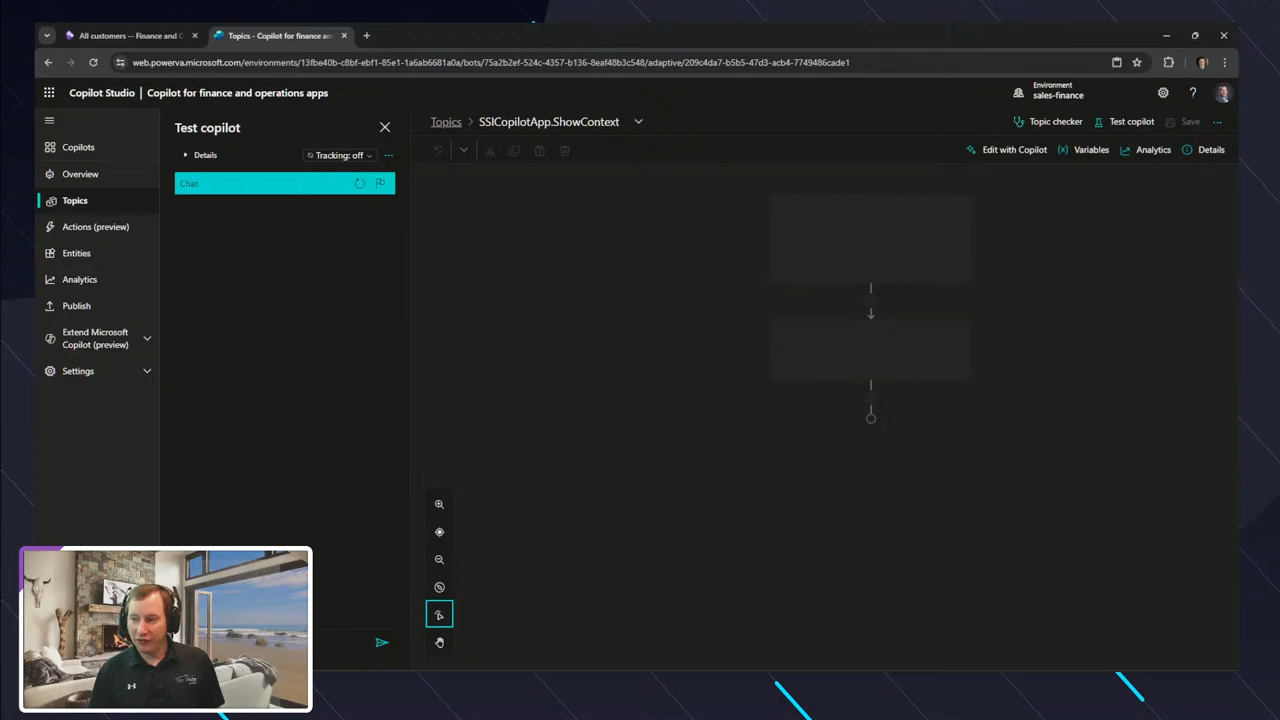 All customers -- Finance and O
Topics - Copilot for finance an
web.powerva.microsoft.com/environments/13fbe40b-c8bf-ebf1-85e1-1a6ab6681a0a/bots/75a2b2ef-524c-4357-b136-8eaf48b3c548/adaptive/209c4da7-b5b5-47d3-acb4-7749486cade1
Copilot Studio | Copilot for finance and operations apps
Environment
sales-finance
Copilots
Overview
Topics
Actions (preview)
Entities
Analytics
Publish
Extend Microsoft
Copilot (preview)
Settings
Test copilot
Details
Tracking: off
Chat
Topics > SSICopilotApp.ShowContext
Topic checker
Test copilot
Save
Edit with Copilot
Variables
Analytics
Details